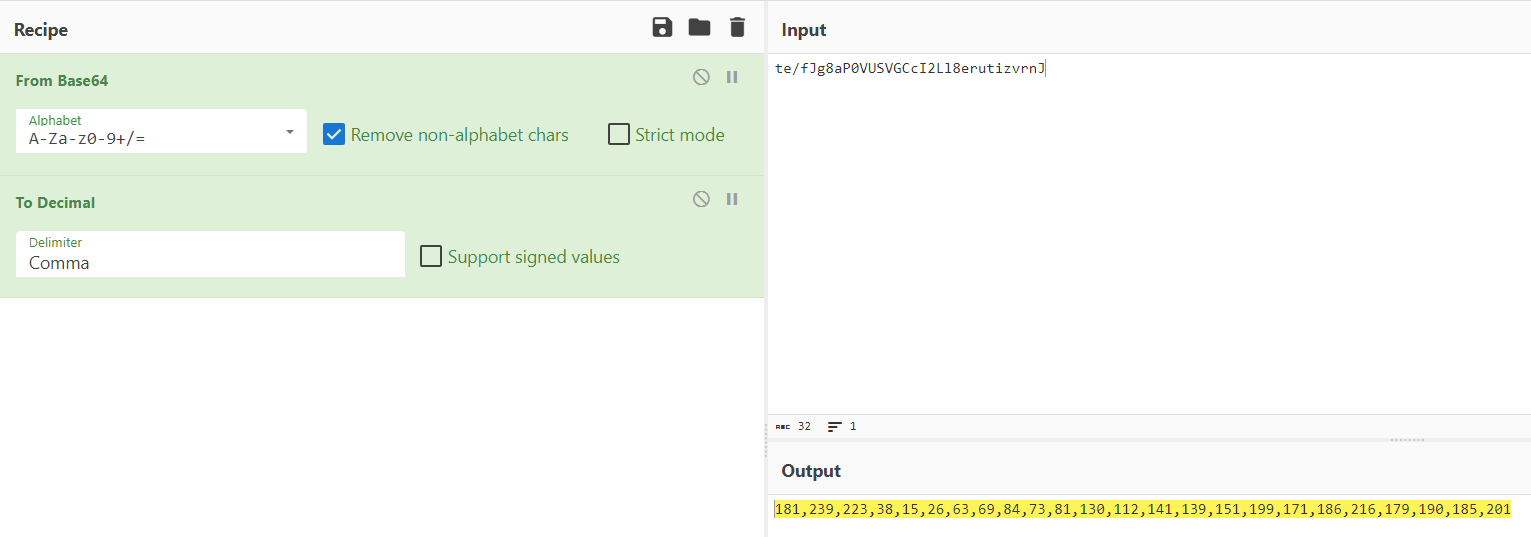 Recipe
From Base64
Alphabet
A-Za-z0-9+/=
Remove non-alphabet chars
Strict mode
To Decimal
Delimiter
Comma
Support signed values
Input
te/fJg8aP0VUSVGCcI2Ll8erutizvrnJ
ABC 32 1
Output
181,239,223,38,15,26,63,69,84,73,81,130,112,141,139,151,199,171,186,216,179,190,185,201